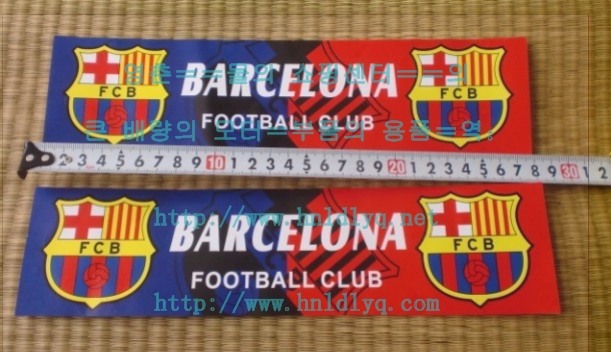 BARCELONA
FCB
FCB
FOOTBALL CLUB
2 3 4 5 6 7 8 9 10 1 2 3 4 5 6 7 8 9 20 1 2 3 4 5 6 7 8 9 30 1 2
http://www.hnldlyq.net
BARCELONA
FCB
FCB
FOOTBALL CLUB
http://www.hnldlyq.com